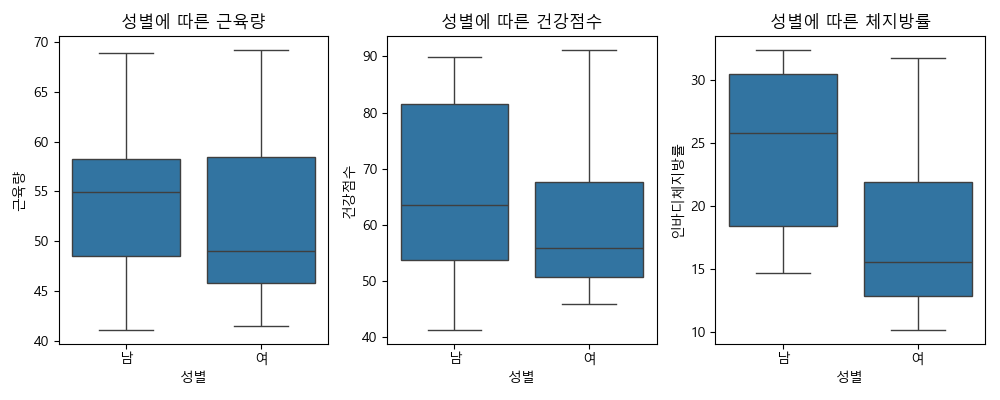 성별에 따른 근육량
70
65
60
55
50
45
40
근육량
남
여
성별
성별에 따른 건강점수
90
80
70
60
50
40
건강점수
남
여
성별
성별에 따른 체지방률
30
25
20
15
10
인바디체지방률
남
여
성별